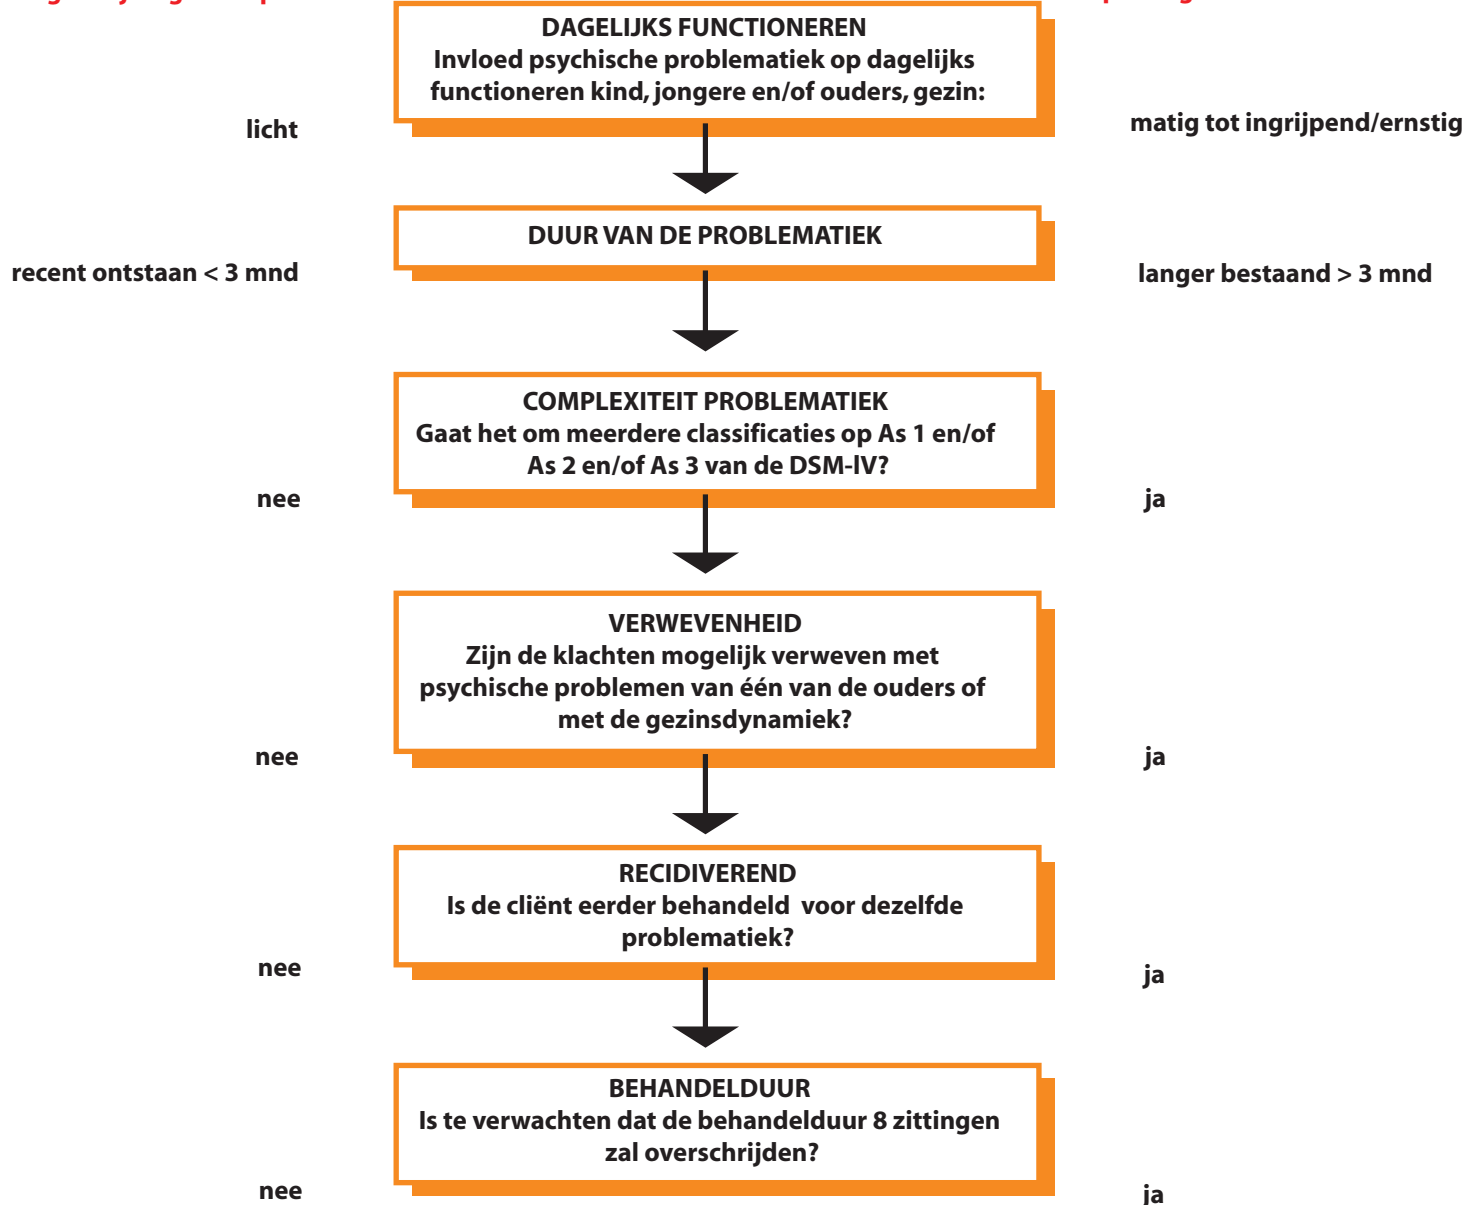 DAGELIJKS FUNCTIONEREN
Invloed psychische problematiek op dagelijks
functioneren kind, jongere en/of ouders, gezin:
licht
matig tot ingrijpend/ernstig
DUUR VAN DE PROBLEMATIEK
recent ontstaan < 3 mnd
langer bestaand > 3 mnd
COMPLEXITEIT PROBLEMATIEK
Gaat het om meerdere classificaties op As 1 en/of
As 2 en/of As 3 van de DSM-lV?
nee
ja
VERWEVENHEID
Zijn de klachten mogelijk verweven met
psychische problemen van één van de ouders of
met de gezinsdynamiek?
nee
ja
RECIDIVEREND
Is de cliënt eerder behandeld voor dezelfde
problematiek?
nee
ja
BEHANDELDUUR
Is te verwachten dat de behandelduur 8 zittingen
zal overschrijden?
nee
ja